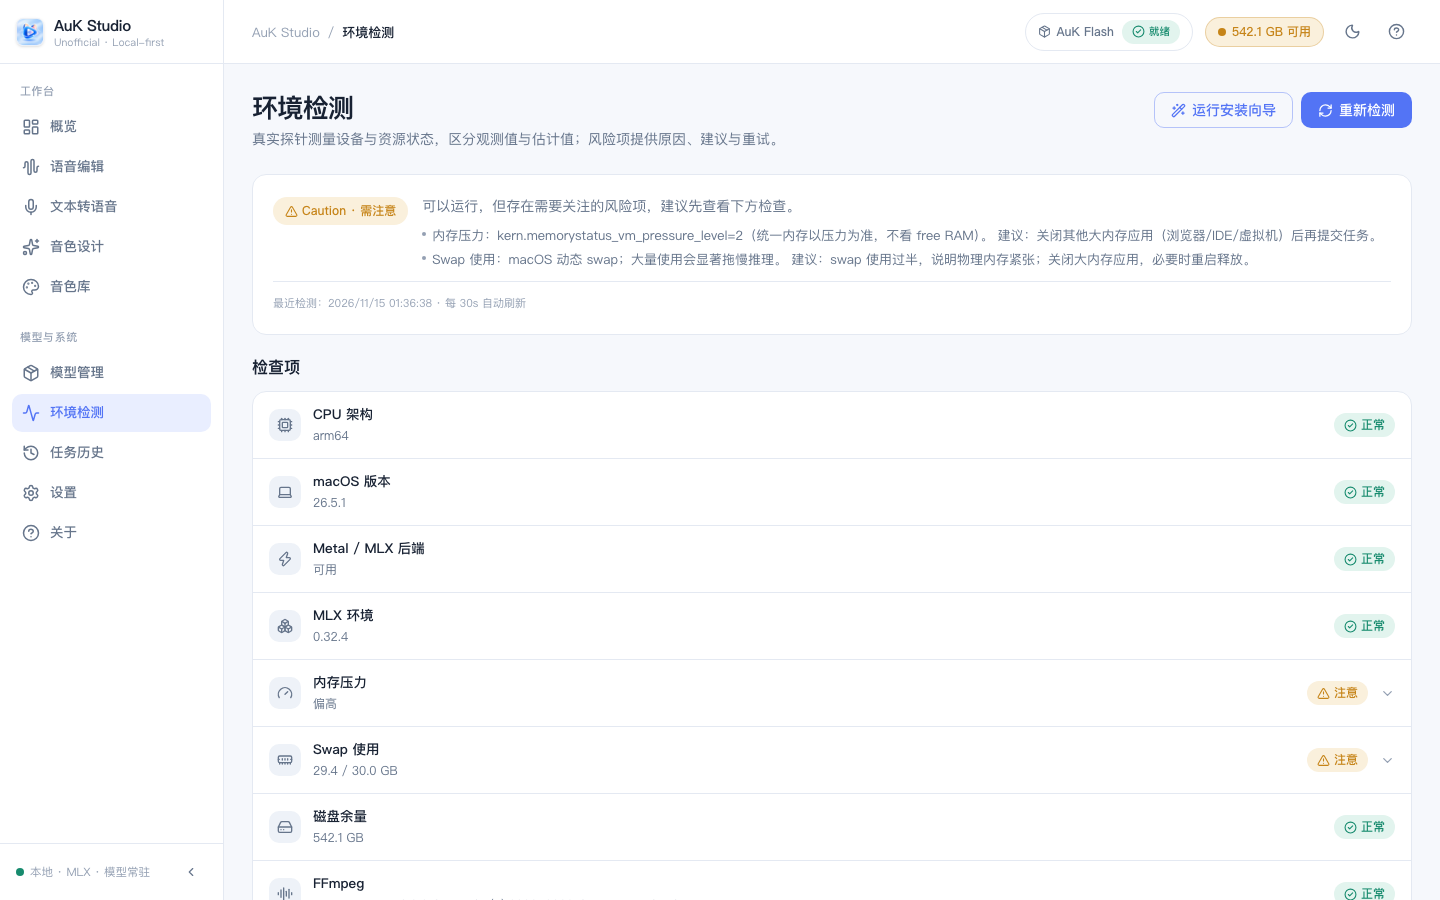 AuK Studio
Unofficial · Local-first
AuK Studio / 环境检测
AuK Flash 就绪
542.1 GB 可用
工作台
概览
语音编辑
文本转语音
音色设计
音色库
模型与系统
模型管理
环境检测
任务历史
设置
关于
本地 · MLX · 模型常驻
环境检测
真实探针测量设备与资源状态，区分观测值与估计值；风险项提供原因、建议与重试。
运行安装向导
重新检测
Caution · 需注意
可以运行，但存在需要关注的风险项，建议先查看下方检查。
• 内存压力：kern.memorystatus_vm_pressure_level=2（统一内存以压力为准，不看 free RAM）。 建议：关闭其他大内存应用（浏览器/IDE/虚拟机）后再提交任务。
• Swap 使用：macOS 动态 swap；大量使用会显著拖慢推理。 建议：swap 使用过半，说明物理内存紧张；关闭大内存应用，必要时重启释放。
最近检测：2026/11/15 01:36:38 · 每 30s 自动刷新
检查项
CPU 架构
arm64
正常
macOS 版本
26.5.1
正常
Metal / MLX 后端
可用
正常
MLX 环境
0.32.4
正常
内存压力
偏高
注意
Swap 使用
29.4 / 30.0 GB
注意
磁盘余量
542.1 GB
正常
FFmpeg
正常